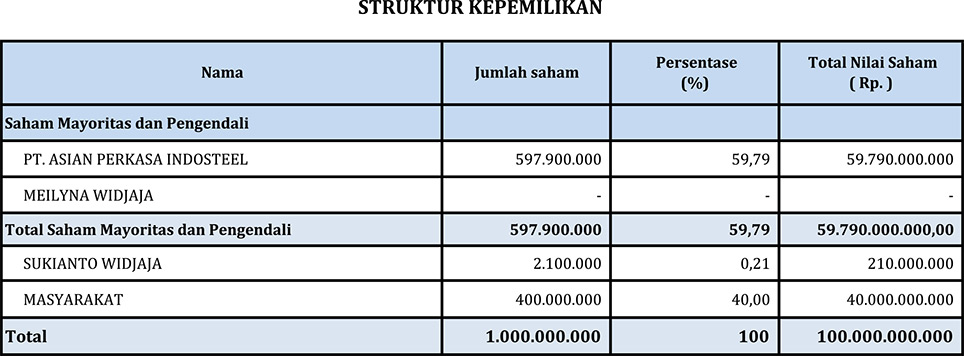 STRUKTUR KEPEMILIKAN
Nama Jumlah saham Persentase (%) Total Nilai Saham ( Rp. )
Saham Mayoritas dan Pengendali
PT. ASIAN PERKASA INDOSTEEL 597.900.000 59,79 59.790.000.000
MEILYNA WIDJAJA - - -
Total Saham Mayoritas dan Pengendali 597.900.000 59,79 59.790.000.000,00
SUKIANTO WIDJAJA 2.100.000 0,21 210.000.000
MASYARAKAT 400.000.000 40,00 40.000.000.000
Total 1.000.000.000 100 100.000.000.000